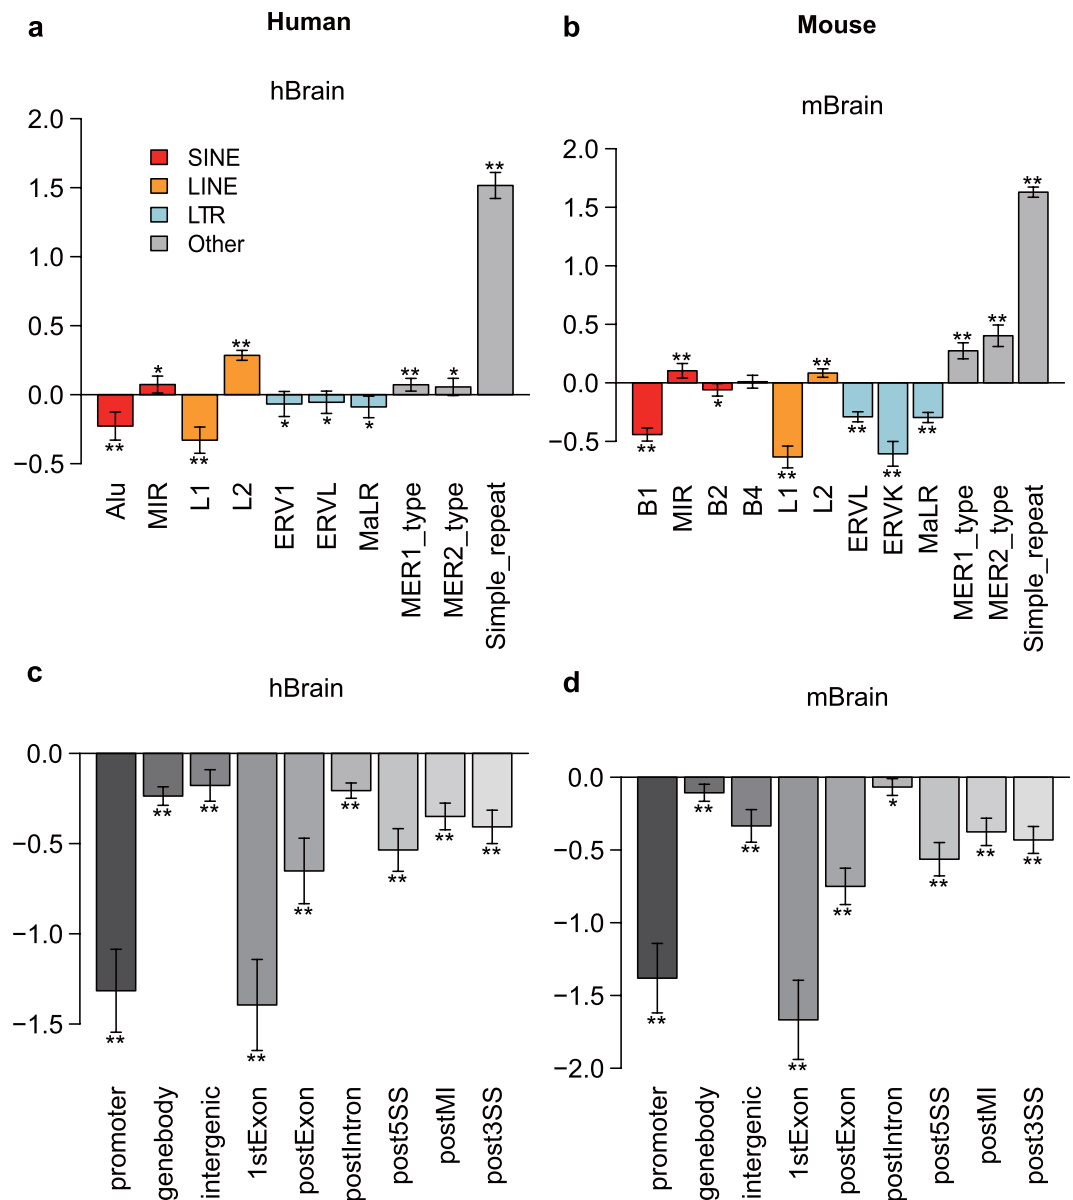 a
Human
hBrain
2.0
1.5
1.0
0.5
0.0
−0.5
SINE
LINE
LTR
Other
**
*
**
**
*
*
*
**
*
**
Alu
MIR
L1
L2
ERV1
ERVL
MaLR
MER1_type
MER2_type
Simple_repeat
b
Mouse
mBrain
2.0
1.5
1.0
0.5
0.0
−0.5
**
**
*
**
**
**
**
**
**
**
**
B1
MIR
B2
B4
L1
L2
ERVL
ERVK
MaLR
MER1_type
MER2_type
Simple_repeat
c
hBrain
0.0
−0.5
−1.0
−1.5
**
**
**
**
**
**
**
**
**
promoter
genebody
intergenic
1stExon
postExon
postIntron
post5SS
postMI
post3SS
d
mBrain
0.0
−0.5
−1.0
−1.5
−2.0
**
**
**
**
**
*
**
**
**
promoter
genebody
intergenic
1stExon
postExon
postIntron
post5SS
postMI
post3SS